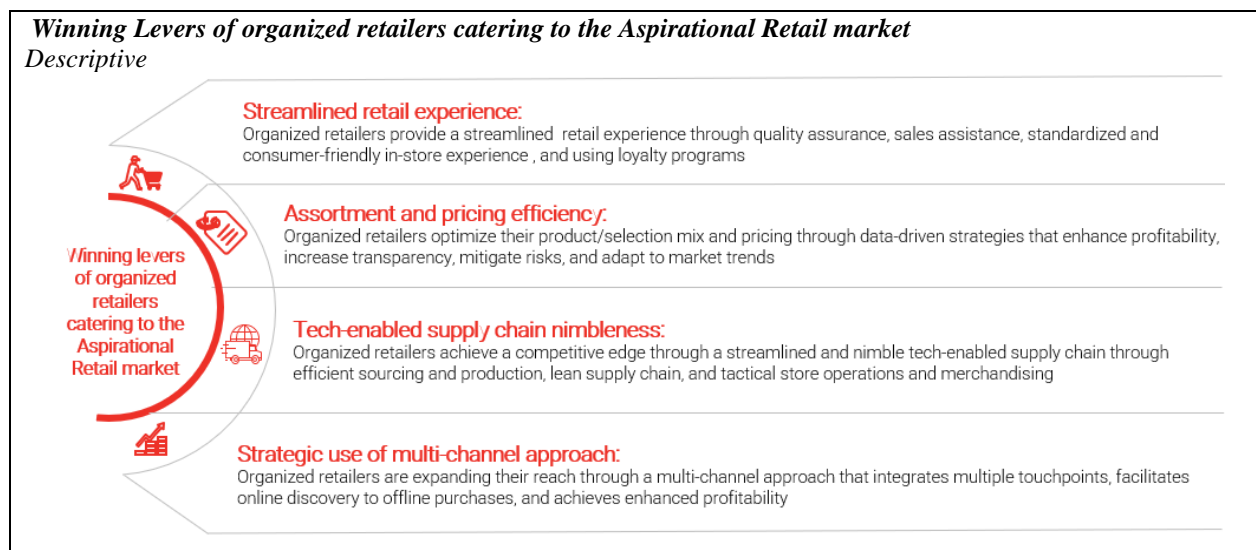 Winning Levers of organized retailers catering to the Aspirational Retail market
Descriptive
Streamlined retail experience:
Organized retailers provide a streamlined retail experience through quality assurance, sales assistance, standardized and
consumer-friendly in-store experience , and using loyalty programs
Assortment and pricing efficiency:
Organized retailers optimize their product/selection mix and pricing through data-driven strategies that enhance profitability,
increase transparency, mitigate risks, and adapt to market trends
Winning levers
of organized
retailers
catering to the
Aspirational
Retail market
Tech-enabled supply chain nimbleness:
Organized retailers achieve a competitive edge through a streamlined and nimble tech-enabled supply chain through
efficient sourcing and production, lean supply chain, and tactical store operations and merchandising
Strategic use of multi-channel approach:
Organized retailers are expanding their reach through a multi-channel approach that integrates multiple touchpoints, facilitates
online discovery to offline purchases, and achieves enhanced profitability